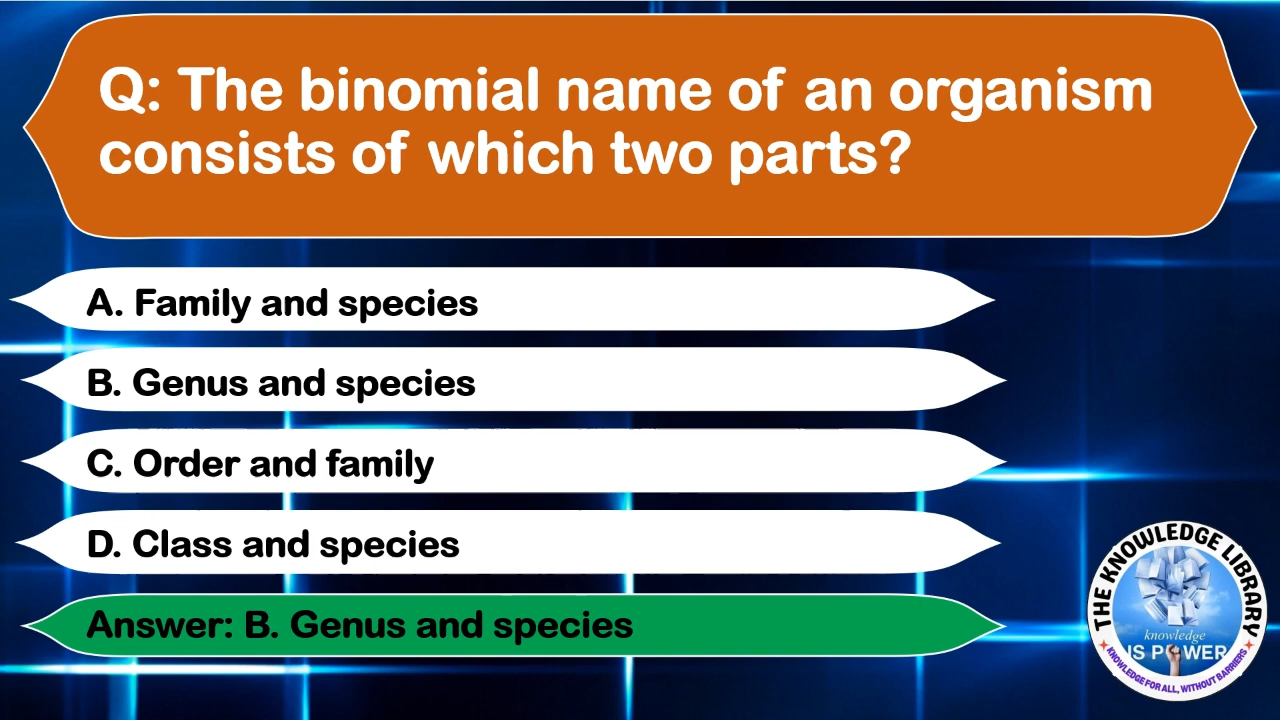 Q: The binomial name of an organism
consists of which two parts?
A. Family and species
B. Genus and species
C. Order and family
D. Class and species
Answer: B. Genus and species
THE KNOWLEDGE LIBRARY
knowledge
IS POWER
KNOWLEDGE FOR ALL, WITHOUT BARRIERS